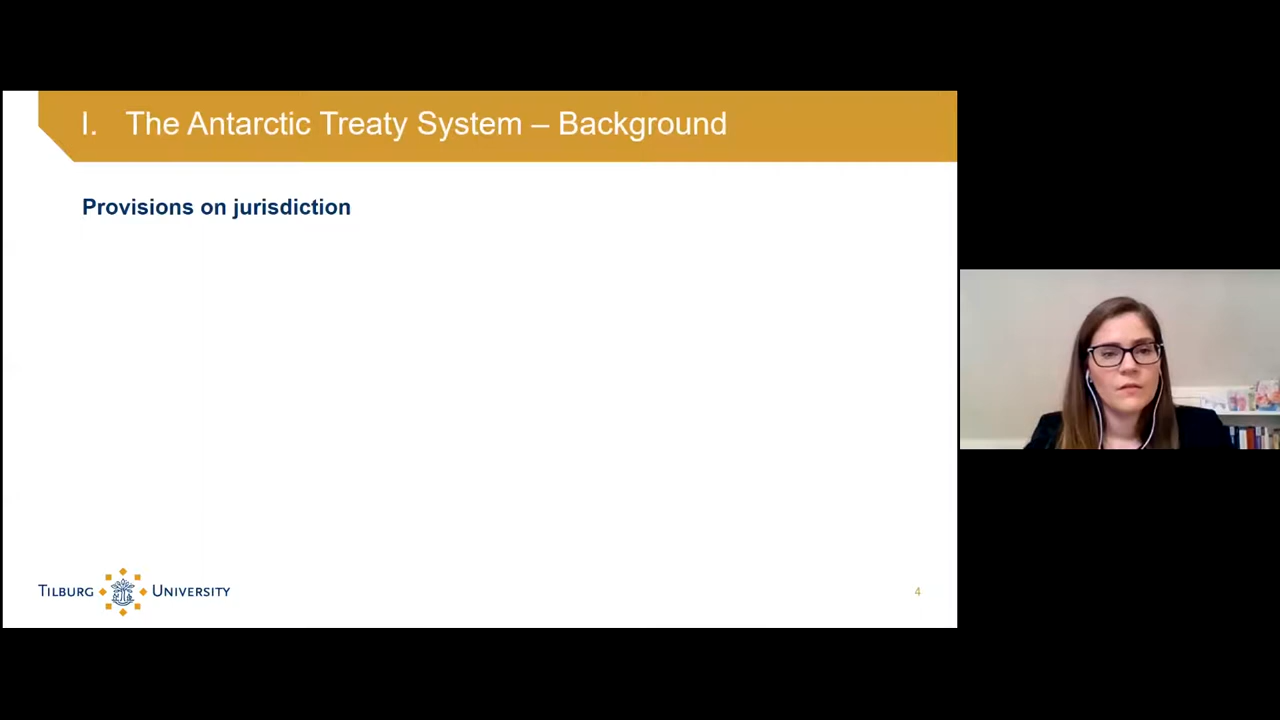 I. The Antarctic Treaty System – Background
Provisions on jurisdiction
TILBURG UNIVERSITY
4